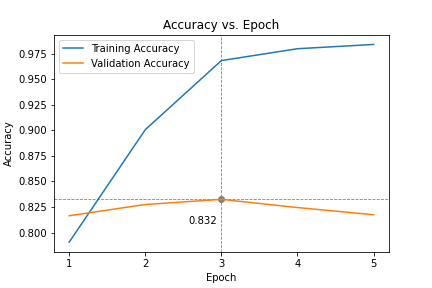 Accuracy vs. Epoch
Training Accuracy
Validation Accuracy
0.975
0.950
0.925
0.900
0.875
0.850
0.825
0.800
Accuracy
0.832
1 2 3 4 5
Epoch